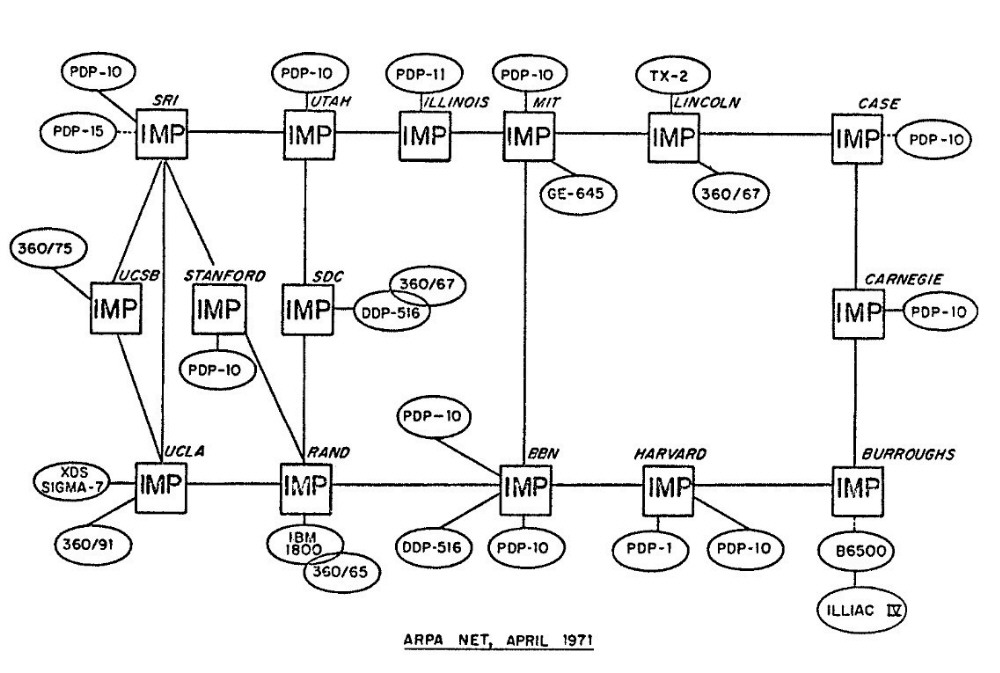 PDP-10
PDP-10
PDP-11
PDP-10
TX-2
SRI
UTAH
ILLINOIS
MIT
LINCOLN
CASE
PDP-15
IMP
IMP
IMP
IMP
IMP
IMP
PDP-10
GE-645
360/67
360/75
UCSB
STANFORD
SDC
360/67
CARNEGIE
IMP
IMP
IMP
DDP-516
IMP
PDP-10
PDP-10
PDP-10
UCLA
RAND
BBN
HARVARD
BURROUGHS
XDS
SIGMA-7
IMP
IMP
IMP
IMP
IMP
360/91
IBM
1800
360/65
DDP-516
PDP-10
PDP-1
PDP-10
B6500
ILLIAC IV
ARPA NET, APRIL 1971